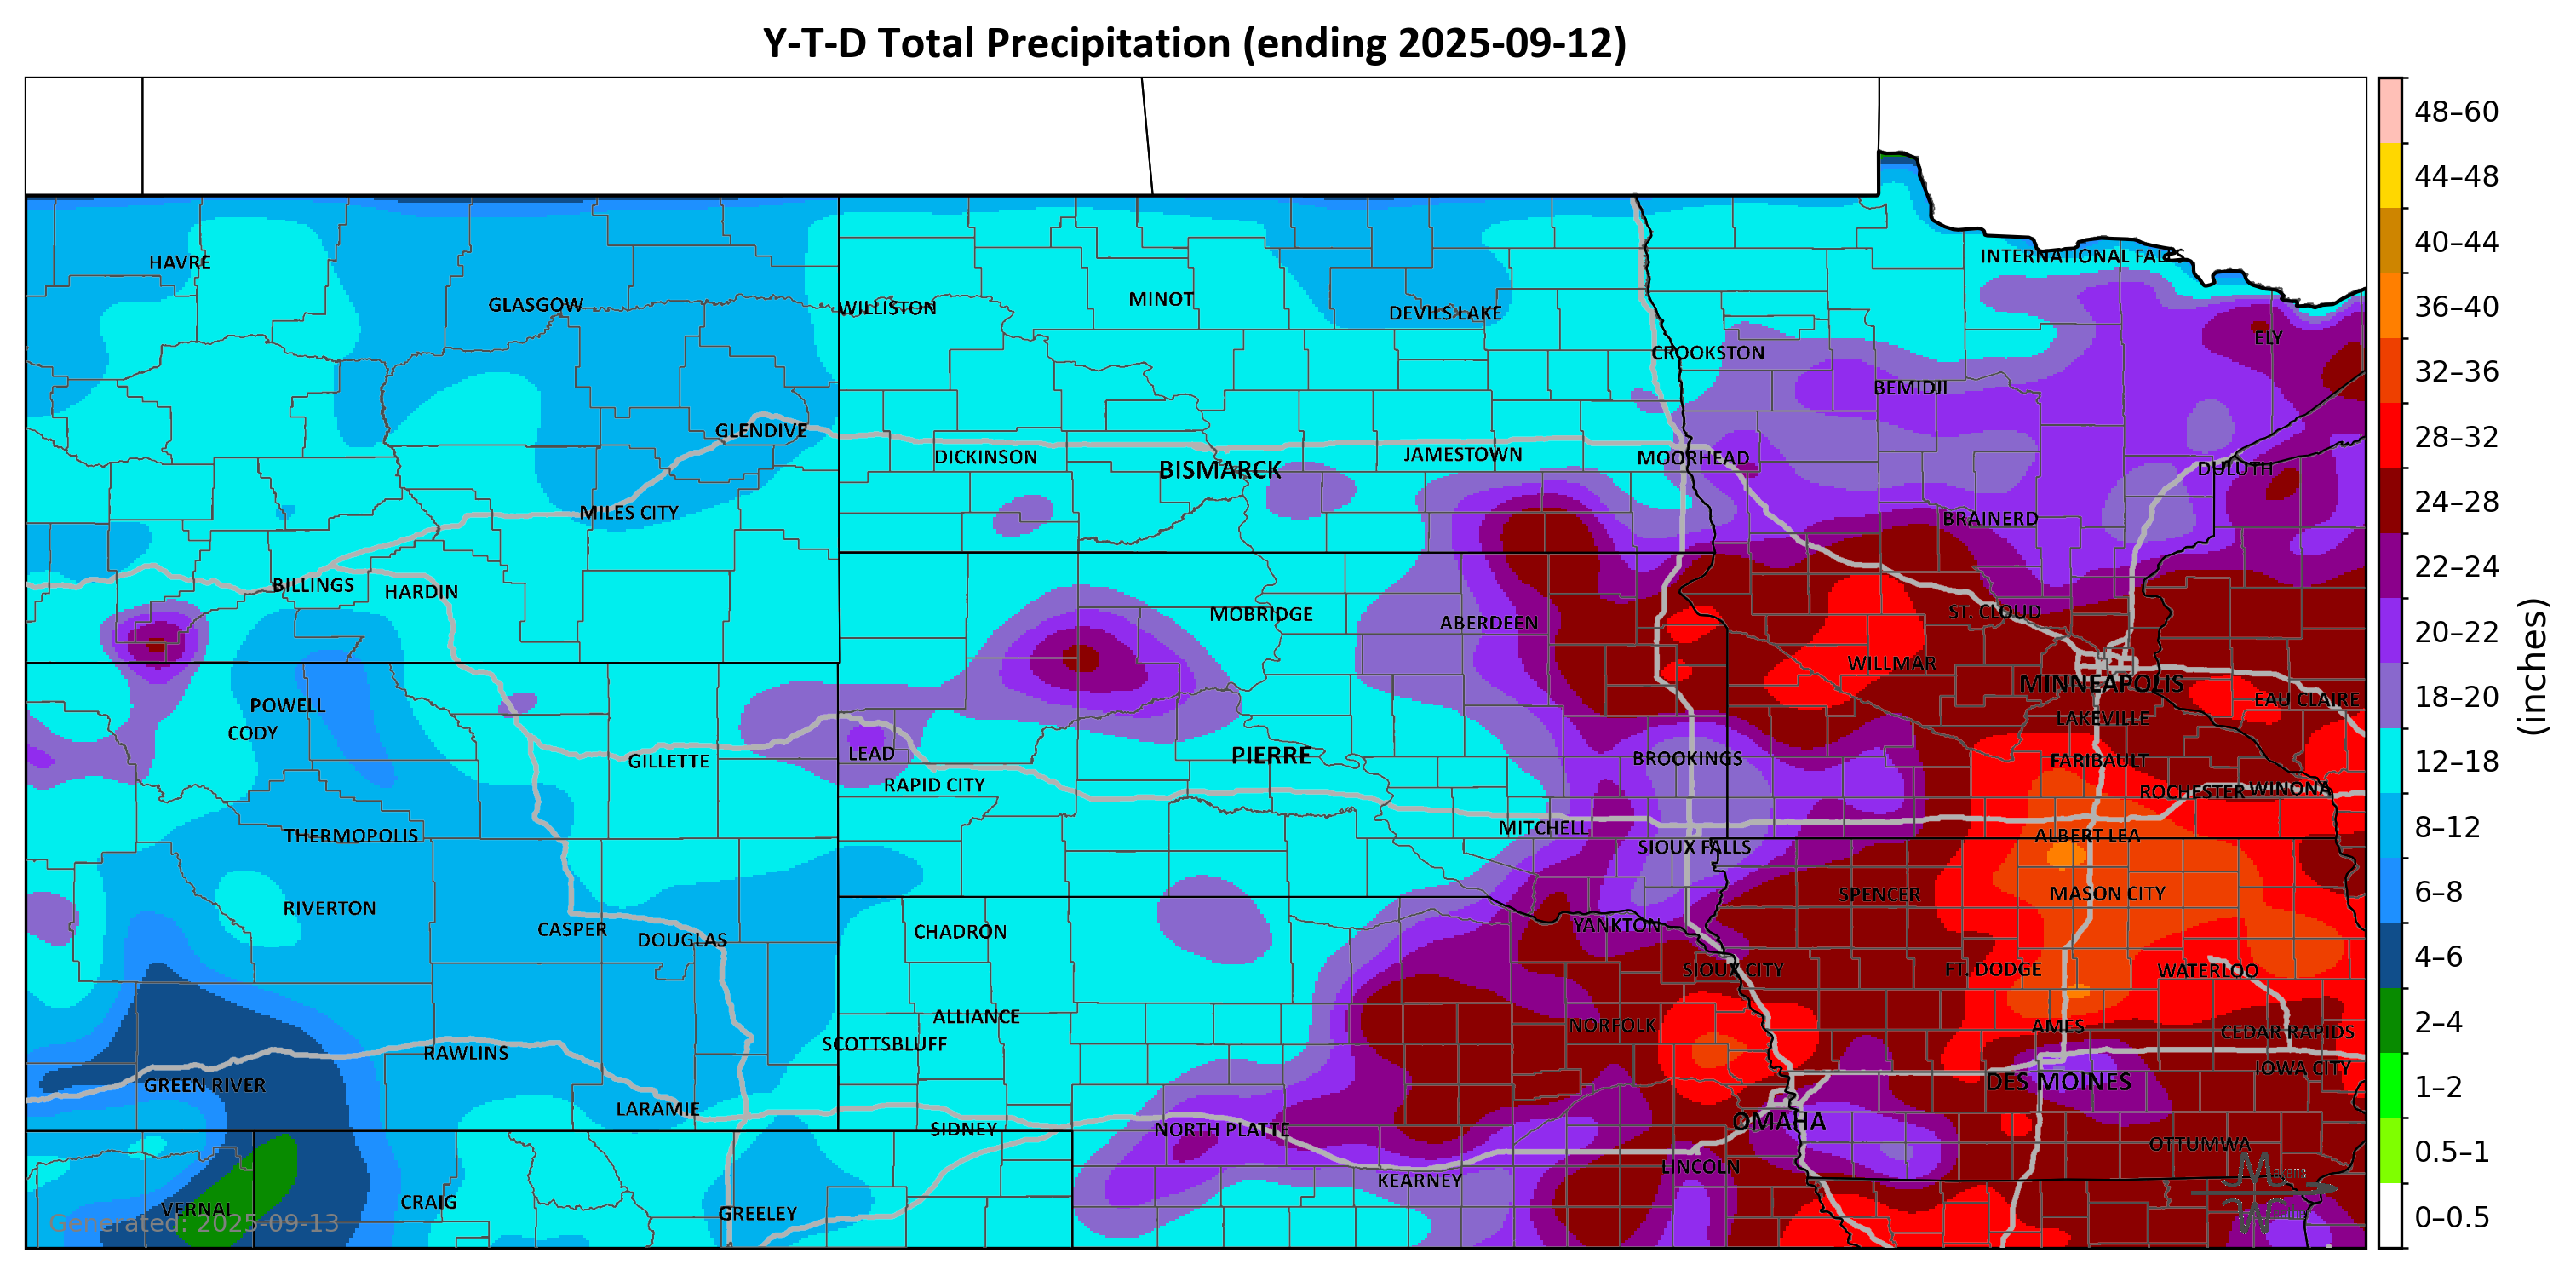 Y-T-D Total Precipitation (ending 2025-09-12)
48–60
44–48
40–44
36–40
32–36
28–32
24–28
22–24
20–22
18–20
12–18
8–12
6–8
4–6
2–4
1–2
0.5–1
0–0.5
(inches)
INTERNATIONAL FALLS
HAVRE
GLASGOW
WILLISTON
MINOT
DEVILS LAKE
ELY
CROOKSTON
BEMIDJI
GLENDIVE
DICKINSON
BISMARCK
JAMESTOWN
MOORHEAD
DULUTH
MILES CITY
BRAINERD
BILLINGS
HARDIN
MOBRIDGE
ABERDEEN
ST. CLOUD
WILLMAR
MINNEAPOLIS
EAU CLAIRE
POWELL
CODY
LAKEVILLE
GILLETTE
LEAD
PIERRE
BROOKINGS
FARIBAULT
RAPID CITY
ROCHESTER
WINONA
THERMOPOLIS
MITCHELL
ALBERT LEA
SIOUX FALLS
RIVERTON
SPENCER
MASON CITY
CASPER
DOUGLAS
CHADRON
YANKTON
SIOUX CITY
FT. DODGE
WATERLOO
ALLIANCE
NORFOLK
AMES
CEDAR RAPIDS
SCOTTSBLUFF
RAWLINS
IOWA CITY
GREEN RIVER
DES MOINES
LARAMIE
SIDNEY
NORTH PLATTE
OMAHA
OTTUMWA
LINCOLN
KEARNEY
CRAIG
VERNAL
GREELEY
Generated: 2025-09-13